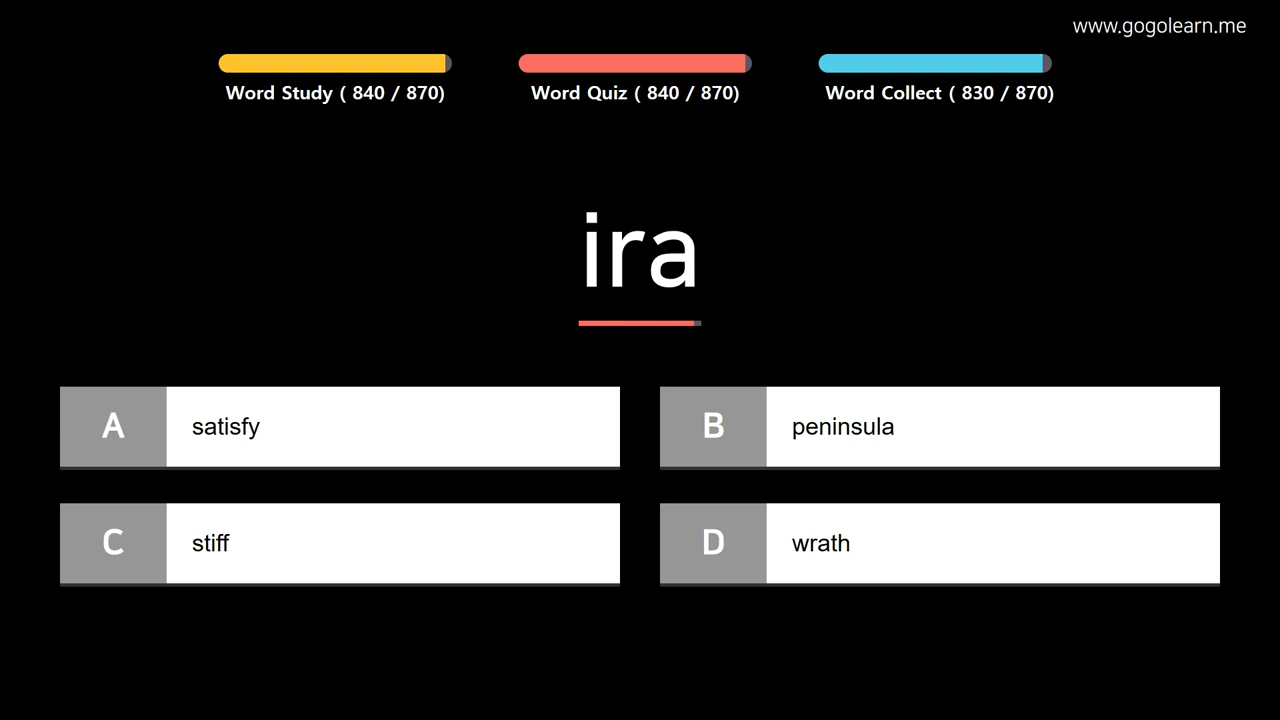 www.gogolearn.me
Word Study ( 840 / 870)
Word Quiz ( 840 / 870)
Word Collect ( 830 / 870)
ira
A satisfy
B peninsula
C stiff
D wrath